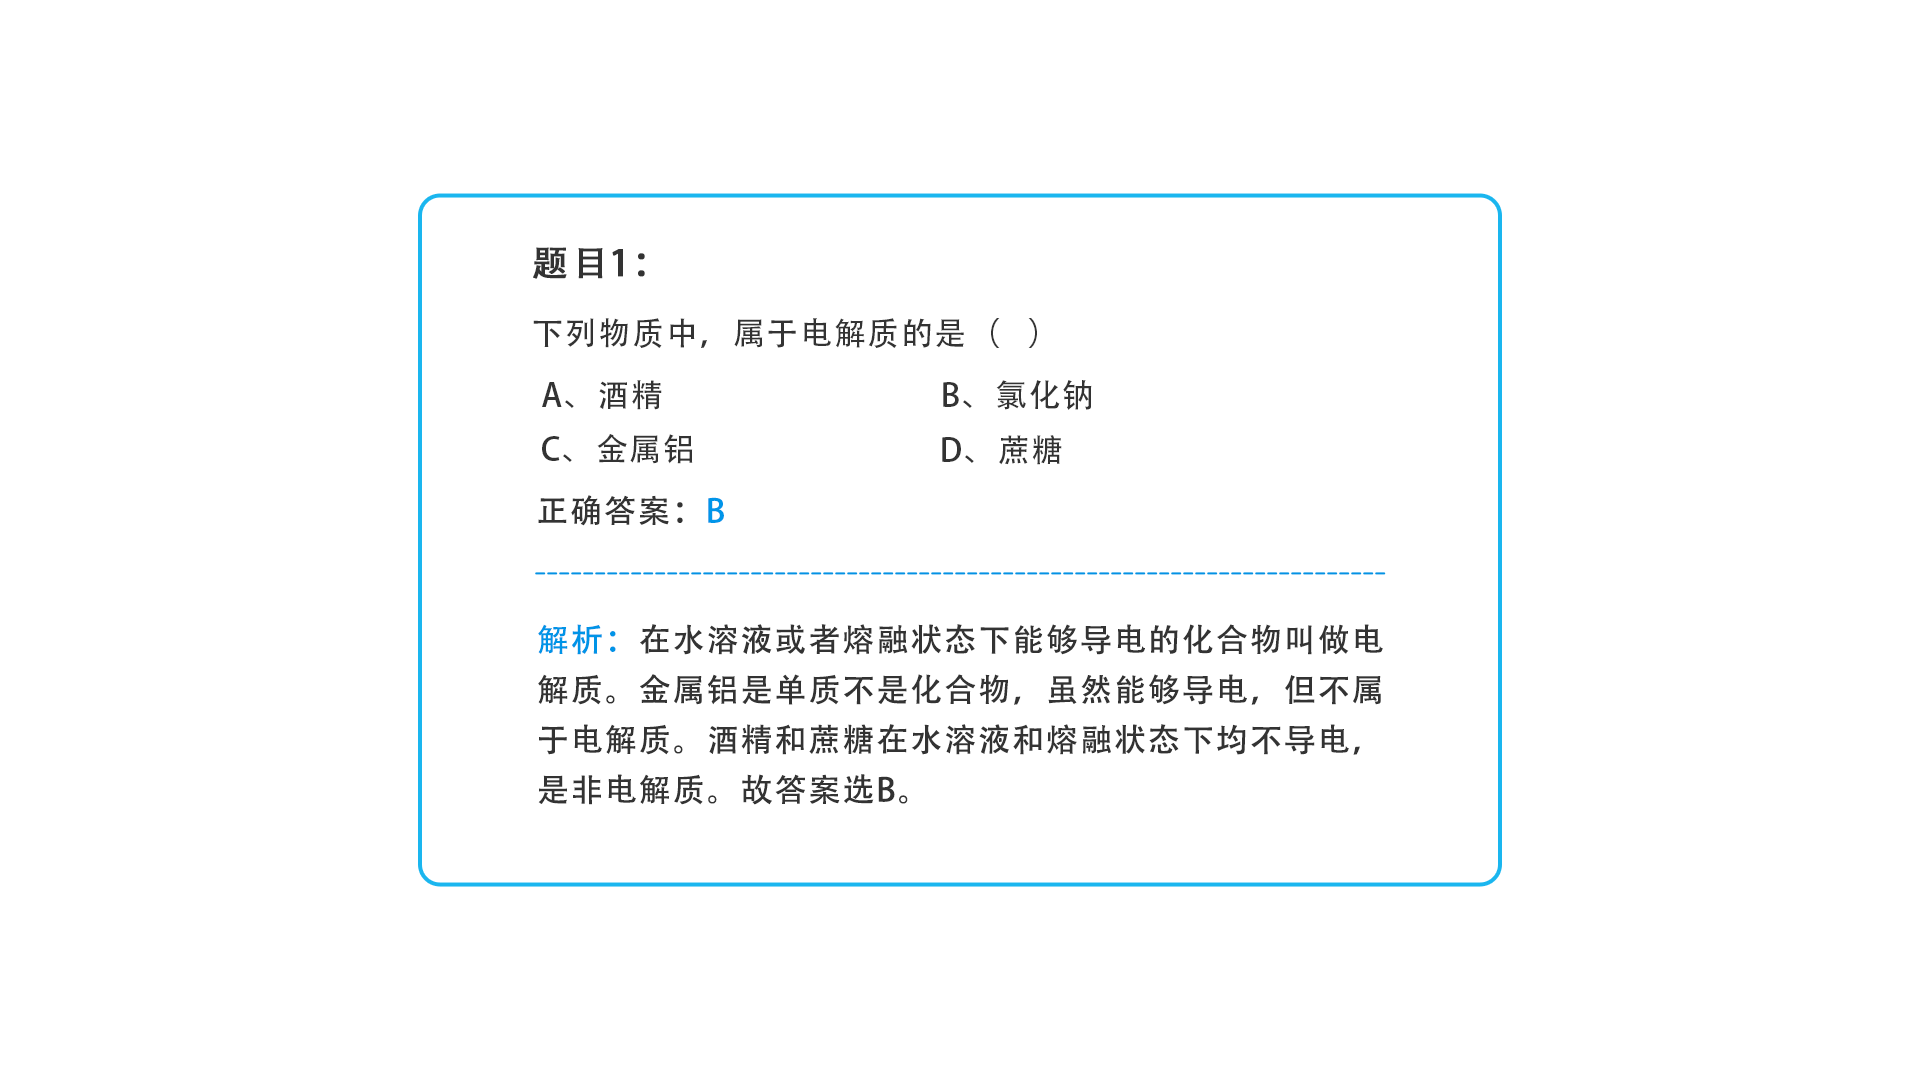 题目1：
下列物质中，属于电解质的是（ ）
A、酒精 B、氯化钠
C、金属铝 D、蔗糖
正确答案：B
解析：在水溶液或者熔融状态下能够导电的化合物叫做电
解质。金属铝是单质不是化合物，虽然能够导电，但不属
于电解质。酒精和蔗糖在水溶液和熔融状态下均不导电，
是非电解质。故答案选B。